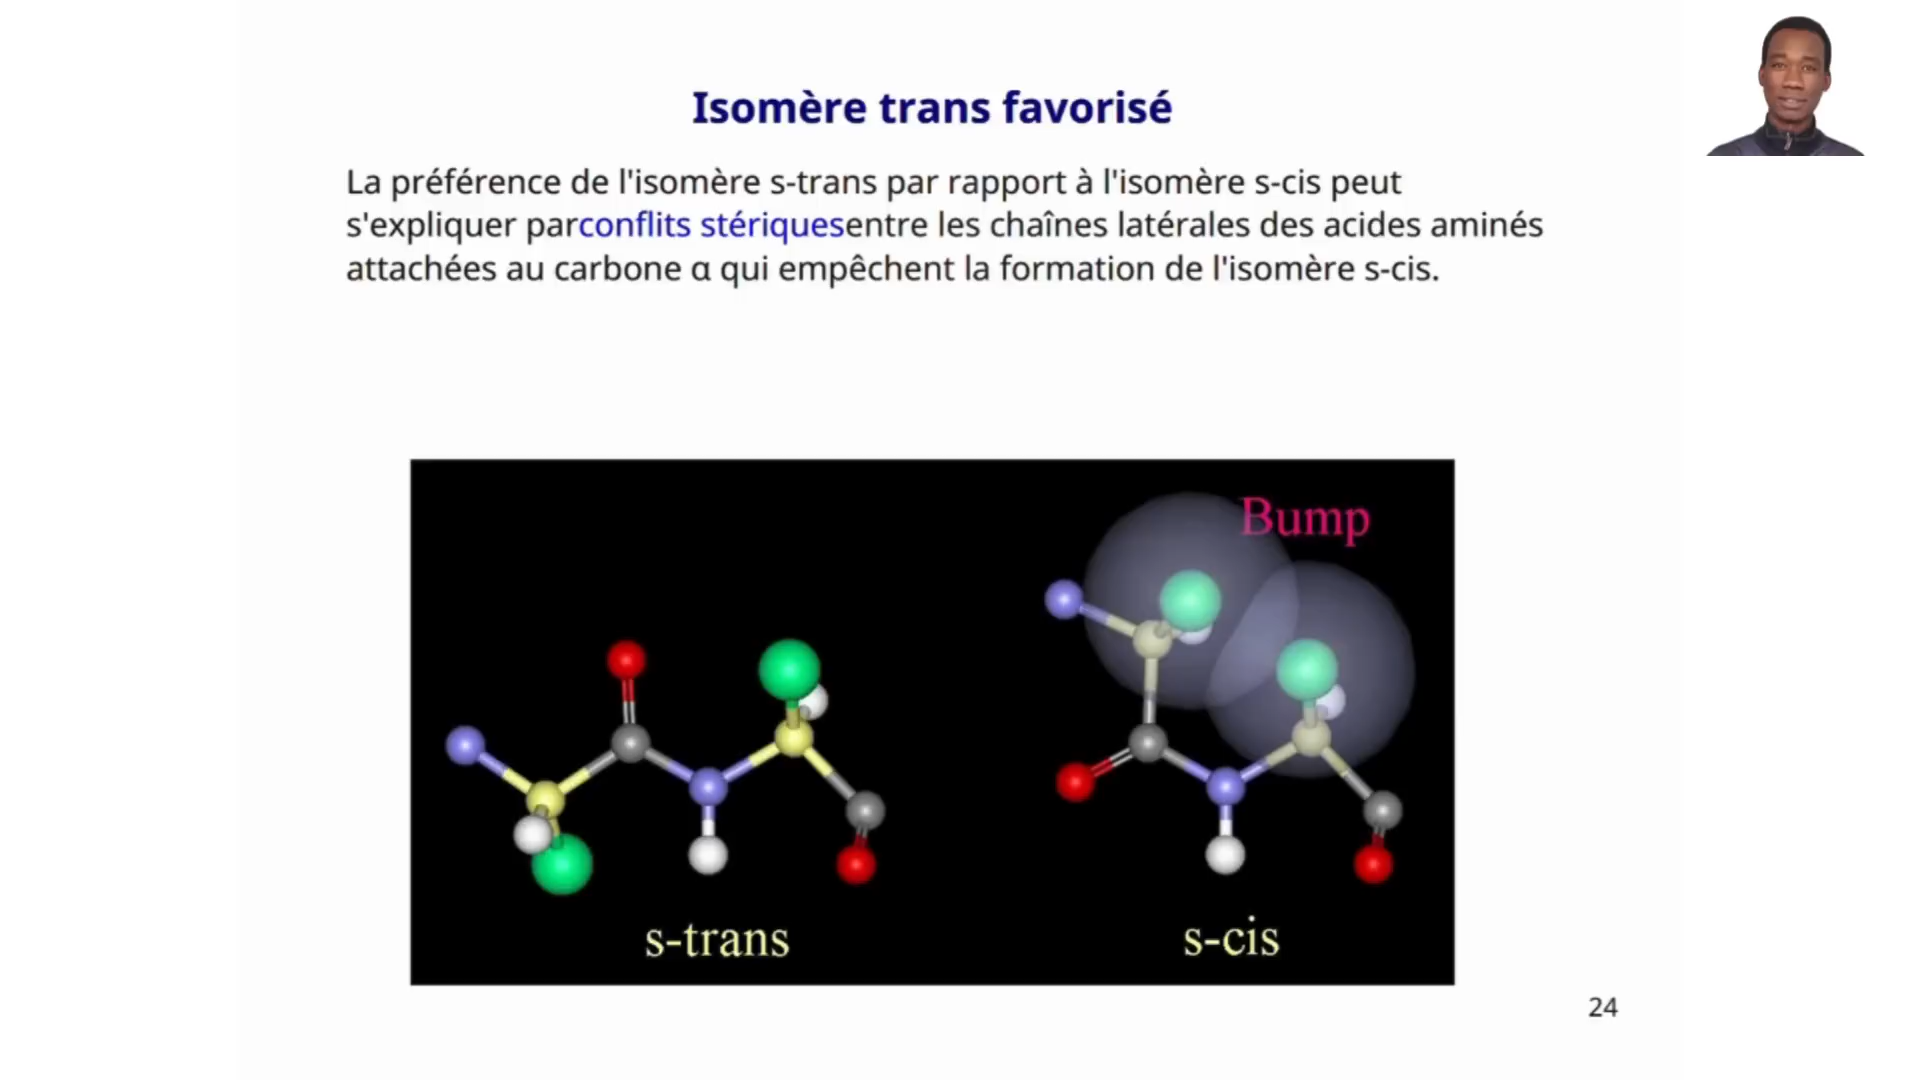 Isomère trans favorisé
La préférence de l'isomère s-trans par rapport à l'isomère s-cis peut
s'expliquer parconflits stériquesentre les chaînes latérales des acides aminés
attachées au carbone α qui empêchent la formation de l'isomère s-cis.
Bump
s-trans
s-cis
24